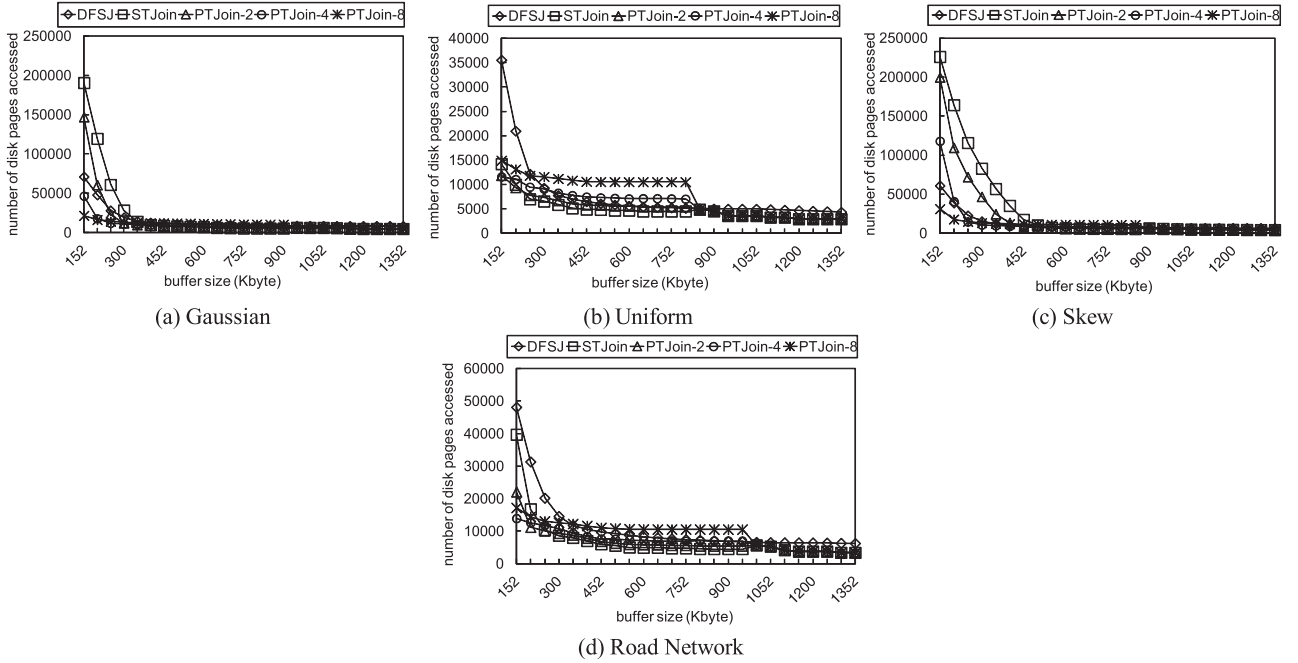 DFSJ STJoin PTJoin-2 PTJoin-4 PTJoin-8
number of disk pages accessed
250000
200000
150000
100000
50000
0
152 300 452 600 752 900 1052 1200 1352
buffer size (Kbyte)
(a) Gaussian
DFSJ STJoin PTJoin-2 PTJoin-4 PTJoin-8
number of disk pages accessed
40000
35000
30000
25000
20000
15000
10000
5000
0
152 300 452 600 752 900 1052 1200 1352
buffer size (Kbyte)
(b) Uniform
DFSJ STJoin PTJoin-2 PTJoin-4 PTJoin-8
number of disk pages accessed
250000
200000
150000
100000
50000
0
152 300 452 600 752 900 1052 1200 1352
buffer size (Kbyte)
(c) Skew
DFSJ STJoin PTJoin-2 PTJoin-4 PTJoin-8
number of disk pages accessed
60000
50000
40000
30000
20000
10000
0
152 300 452 600 752 900 1052 1200 1352
buffer size (Kbyte)
(d) Road Network